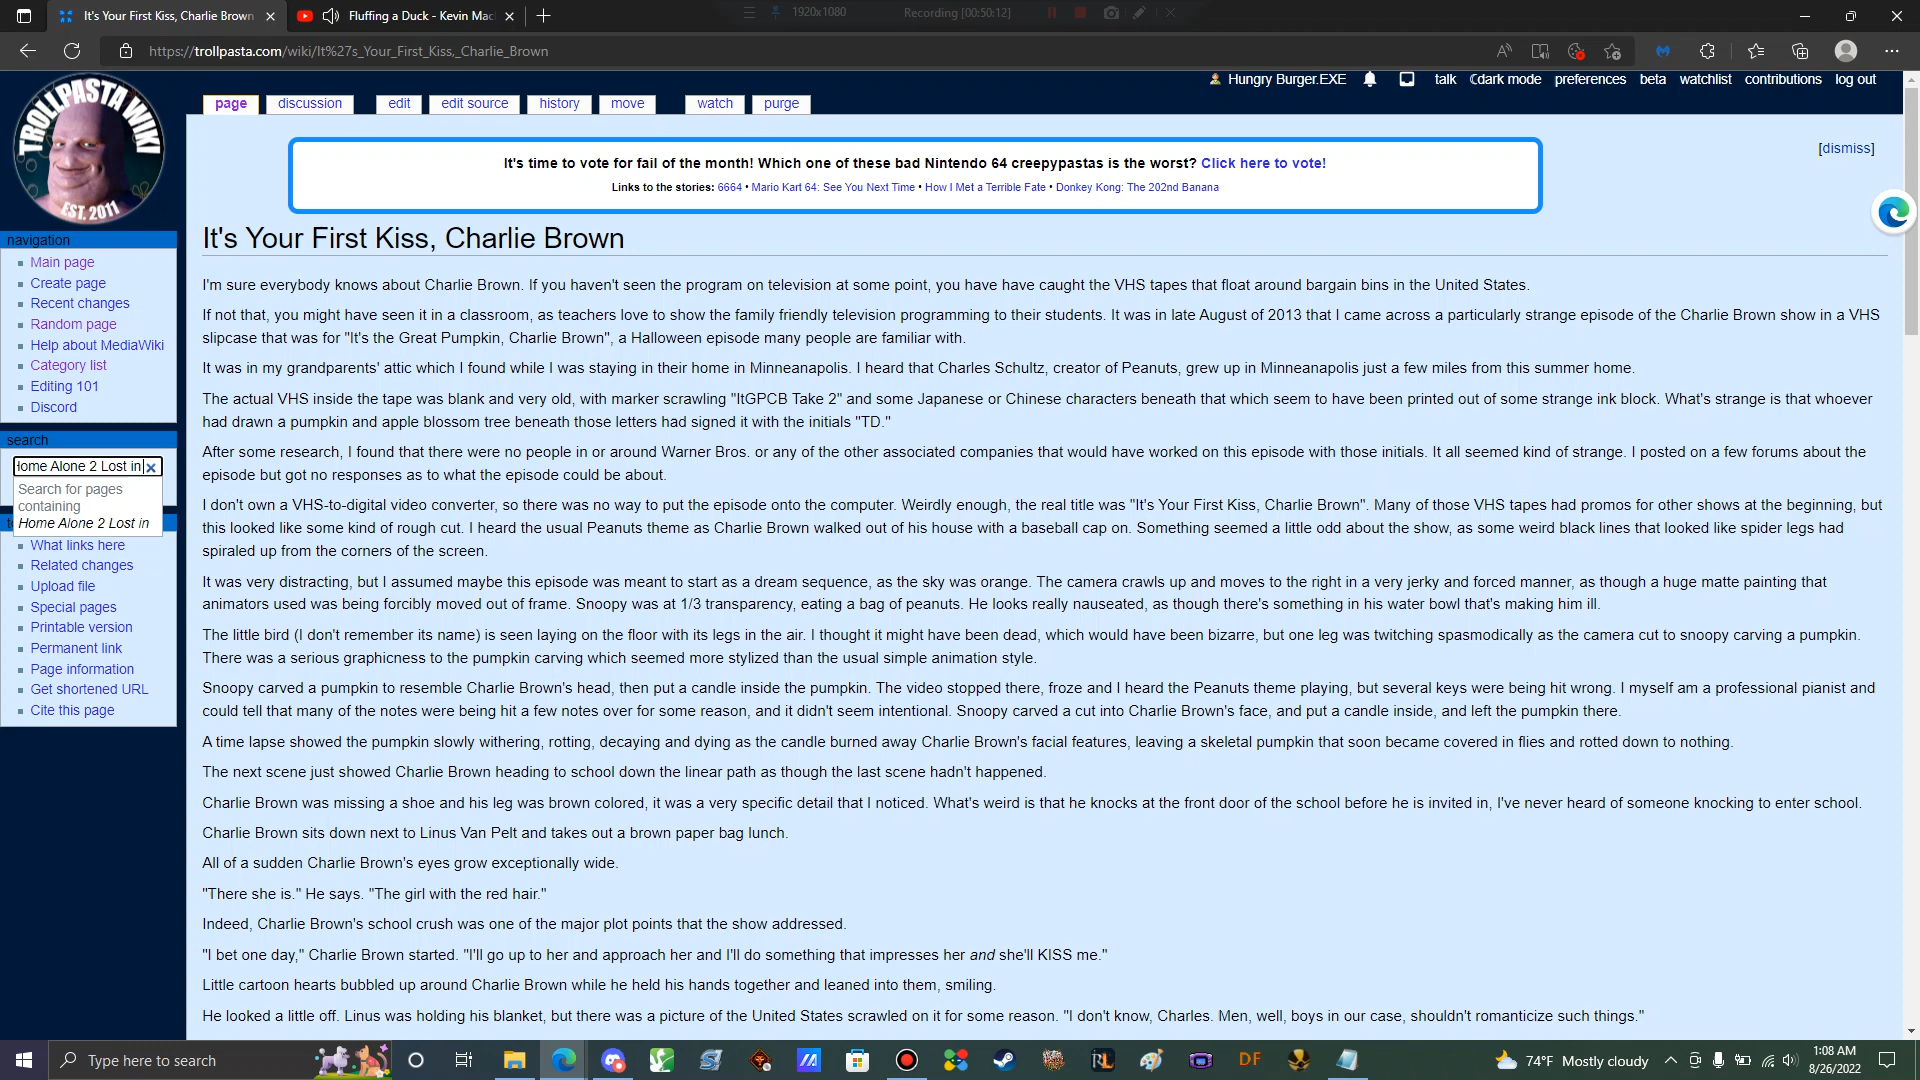 It's Your First Kiss, Charlie Brown
Fluffing a Duck - Kevin Mac
1920x1080
Recording [00:50:12]
https://trollpasta.com/wiki/It%27s_Your_First_Kiss,_Charlie_Brown
Hungry Burger.EXE
talk
dark mode
preferences
beta
watchlist
contributions
log out
TROLLPASTA WIKI
EST. 2011
page
discussion
edit
edit source
history
move
watch
purge
It's time to vote for fail of the month! Which one of these bad Nintendo 64 creepypastas is the worst? Click here to vote!
Links to the stories: 6664 • Mario Kart 64: See You Next Time • How I Met a Terrible Fate • Donkey Kong: The 202nd Banana
[dismiss]
navigation
Main page
Create page
Recent changes
Random page
Help about MediaWiki
Category list
Editing 101
Discord
search
Home Alone 2 Lost in
Search for pages
containing
Home Alone 2 Lost in
What links here
Related changes
Upload file
Special pages
Printable version
Permanent link
Page information
Get shortened URL
Cite this page
It's Your First Kiss, Charlie Brown
I'm sure everybody knows about Charlie Brown. If you haven't seen the program on television at some point, you have have caught the VHS tapes that float around bargain bins in the United States.
If not that, you might have seen it in a classroom, as teachers love to show the family friendly television programming to their students. It was in late August of 2013 that I came across a particularly strange episode of the Charlie Brown show in a VHS
slipcase that was for "It's the Great Pumpkin, Charlie Brown", a Halloween episode many people are familiar with.
It was in my grandparents' attic which I found while I was staying in their home in Minneapolis. I heard that Charles Schultz, creator of Peanuts, grew up in Minneapolis just a few miles from this summer home.
The actual VHS inside the tape was blank and very old, with marker scrawling "ItGPCB Take 2" and some Japanese or Chinese characters beneath that which seem to have been printed out of some strange ink block. What's strange is that whoever
had drawn a pumpkin and apple blossom tree beneath those letters had signed it with the initials "TD."
After some research, I found that there were no people in or around Warner Bros. or any of the other associated companies that would have worked on this episode with those initials. It all seemed kind of strange. I posted on a few forums about the
episode but got no responses as to what the episode could be about.
I don't own a VHS-to-digital video converter, so there was no way to put the episode onto the computer. Weirdly enough, the real title was "It's Your First Kiss, Charlie Brown". Many of those VHS tapes had promos for other shows at the beginning, but
this looked like some kind of rough cut. I heard the usual Peanuts theme as Charlie Brown walked out of his house with a baseball cap on. Something seemed a little odd about the show, as some weird black lines that looked like spider legs had
spiraled up from the corners of the screen.
It was very distracting, but I assumed maybe this episode was meant to start as a dream sequence, as the sky was orange. The camera crawls up and moves to the right in a very jerky and forced manner, as though a huge matte painting that
animators used was being forcibly moved out of frame. Snoopy was at 1/3 transparency, eating a bag of peanuts. He looks really nauseated, as though there's something in his water bowl that's making him ill.
The little bird (I don't remember its name) is seen laying on the floor with its legs in the air. I thought it might have been dead, which would have been bizarre, but one leg was twitching spasmodically as the camera cut to snoopy carving a pumpkin.
There was a serious graphicness to the pumpkin carving which seemed more stylized than the usual simple animation style.
Snoopy carved a pumpkin to resemble Charlie Brown's head, then put a candle inside the pumpkin. The video stopped there, froze and I heard the Peanuts theme playing, but several keys were being hit wrong. I myself am a professional pianist and
could tell that many of the notes were being hit a few notes over for some reason, and it didn't seem intentional. Snoopy carved a cut into Charlie Brown's face, and put a candle inside, and left the pumpkin there.
A time lapse showed the pumpkin slowly withering, rotting, decaying and dying as the candle burned away Charlie Brown's facial features, leaving a skeletal pumpkin that soon became covered in flies and rotted down to nothing.
The next scene just showed Charlie Brown heading to school down the linear path as though the last scene hadn't happened.
Charlie Brown was missing a shoe and his leg was brown colored, it was a very specific detail that I noticed. What's weird is that he knocks at the front door of the school before he is invited in, I've never heard of someone knocking to enter school.
Charlie Brown sits down next to Linus Van Pelt and takes out a brown paper bag lunch.
All of a sudden Charlie Brown's eyes grow exceptionally wide.
"There she is." He says. "The girl with the red hair."
Indeed, Charlie Brown's school crush was one of the major plot points that the show addressed.
"I bet one day," Charlie Brown started. "I'll go up to her and approach her and I'll do something that impresses her and she'll KISS me."
Little cartoon hearts bubbled up around Charlie Brown while he held his hands together and leaned into them, smiling.
He looked a little off. Linus was holding his blanket, but there was a picture of the United States scrawled on it for some reason. "I don't know, Charles. Men, well, boys in our case, shouldn't romanticize such things."
Type here to search
DF
74°F Mostly cloudy
1:08 AM
8/26/2022